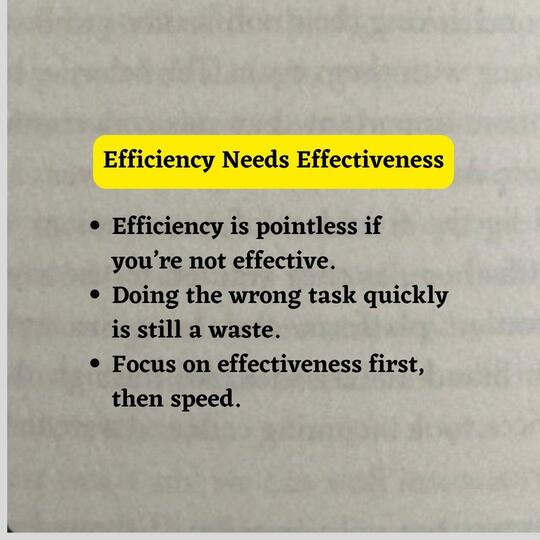 Efficiency Needs Effectiveness
• Efficiency is pointless if
you’re not effective.
• Doing the wrong task quickly
is still a waste.
• Focus on effectiveness first,
then speed.